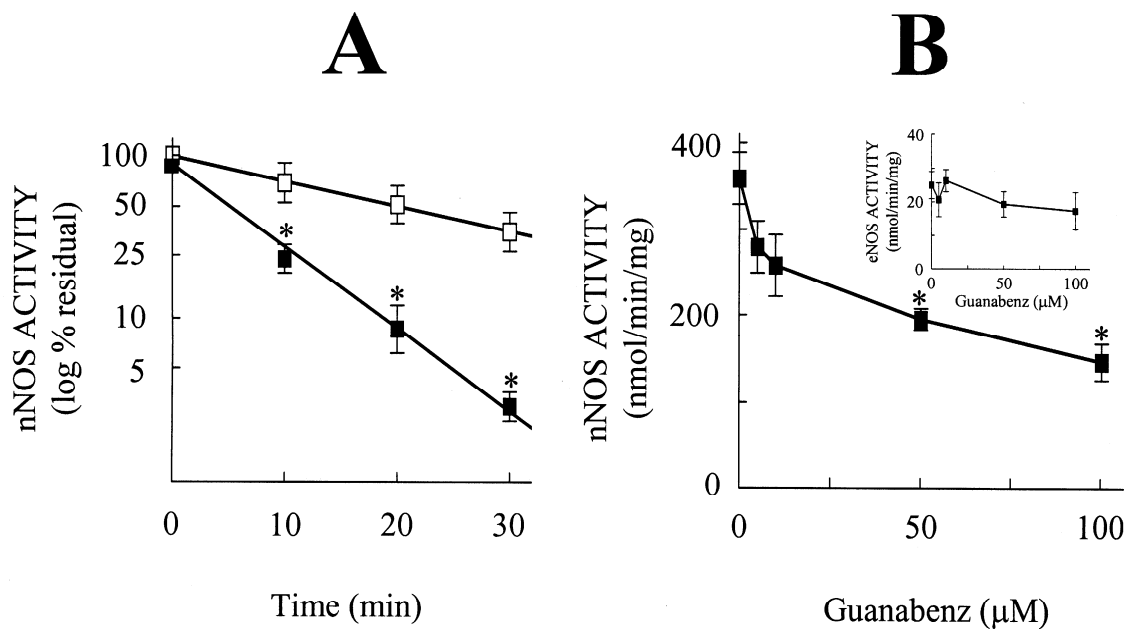 A
nNOS ACTIVITY
(log % residual)
100
50
25
10
5
*
*
*
0 10 20 30
Time (min)
B
nNOS ACTIVITY
(nmol/min/mg)
400
200
0
*
*
0 50 100
Guanabenz (μM)
eNOS ACTIVITY
(nmol/min/mg)
40
20
0
0 50 100
Guanabenz (μM)